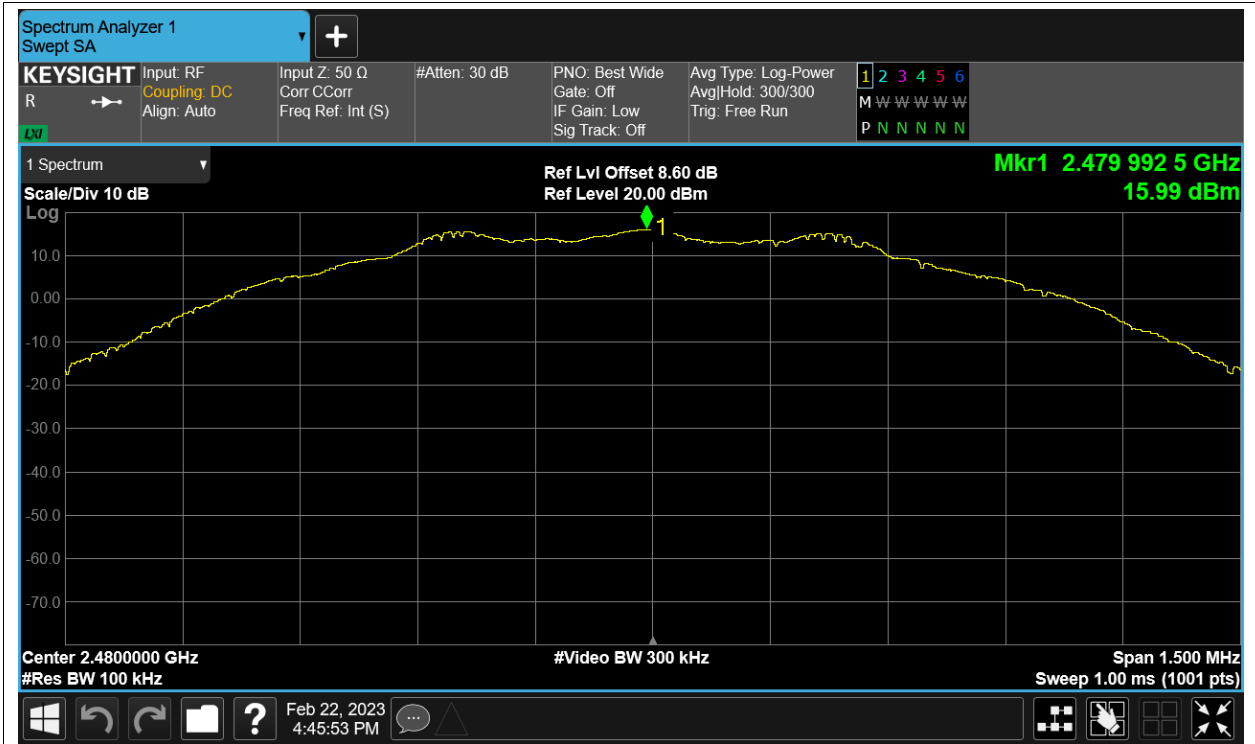 Spectrum Analyzer 1
Swept SA
+
KEYSIGHT
R
LXI
Input: RF
Coupling: DC
Align: Auto
Input Z: 50 Ω
Corr CCorr
Freq Ref: Int (S)
#Atten: 30 dB
PNO: Best Wide
Gate: Off
IF Gain: Low
Sig Track: Off
Avg Type: Log-Power
Avg|Hold: 300/300
Trig: Free Run
1 2 3 4 5 6
M W W W W W
P N N N N N
1 Spectrum
Scale/Div 10 dB
Log
Ref Lvl Offset 8.60 dB
Ref Level 20.00 dBm
Mkr1 2.479 992 5 GHz
15.99 dBm
1
10.0
0.00
-10.0
-20.0
-30.0
-40.0
-50.0
-60.0
-70.0
Center 2.4800000 GHz
#Res BW 100 kHz
#Video BW 300 kHz
Span 1.500 MHz
Sweep 1.00 ms (1001 pts)
?
Feb 22, 2023
4:45:53 PM